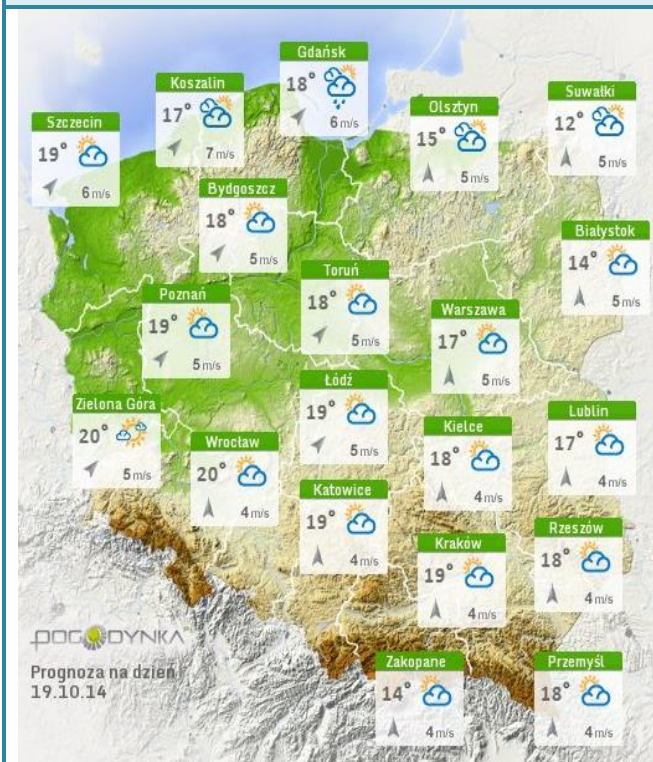 Gdańsk
18°
6 m/s
Koszalin
17°
7 m/s
Suwałki
12°
5 m/s
Olsztyn
15°
5 m/s
Szczecin
19°
6 m/s
Bydgoszcz
18°
5 m/s
Białystok
14°
5 m/s
Toruń
18°
5 m/s
Poznań
19°
5 m/s
Warszawa
17°
5 m/s
Łódź
19°
5 m/s
Zielona Góra
20°
5 m/s
Lublin
17°
4 m/s
Kielce
18°
4 m/s
Wrocław
20°
4 m/s
Katowice
19°
4 m/s
Rzeszów
18°
4 m/s
Kraków
19°
4 m/s
POGODYNKA
Prognoza na dzień
19.10.14
Zakopane
14°
4 m/s
Przemyśl
18°
4 m/s